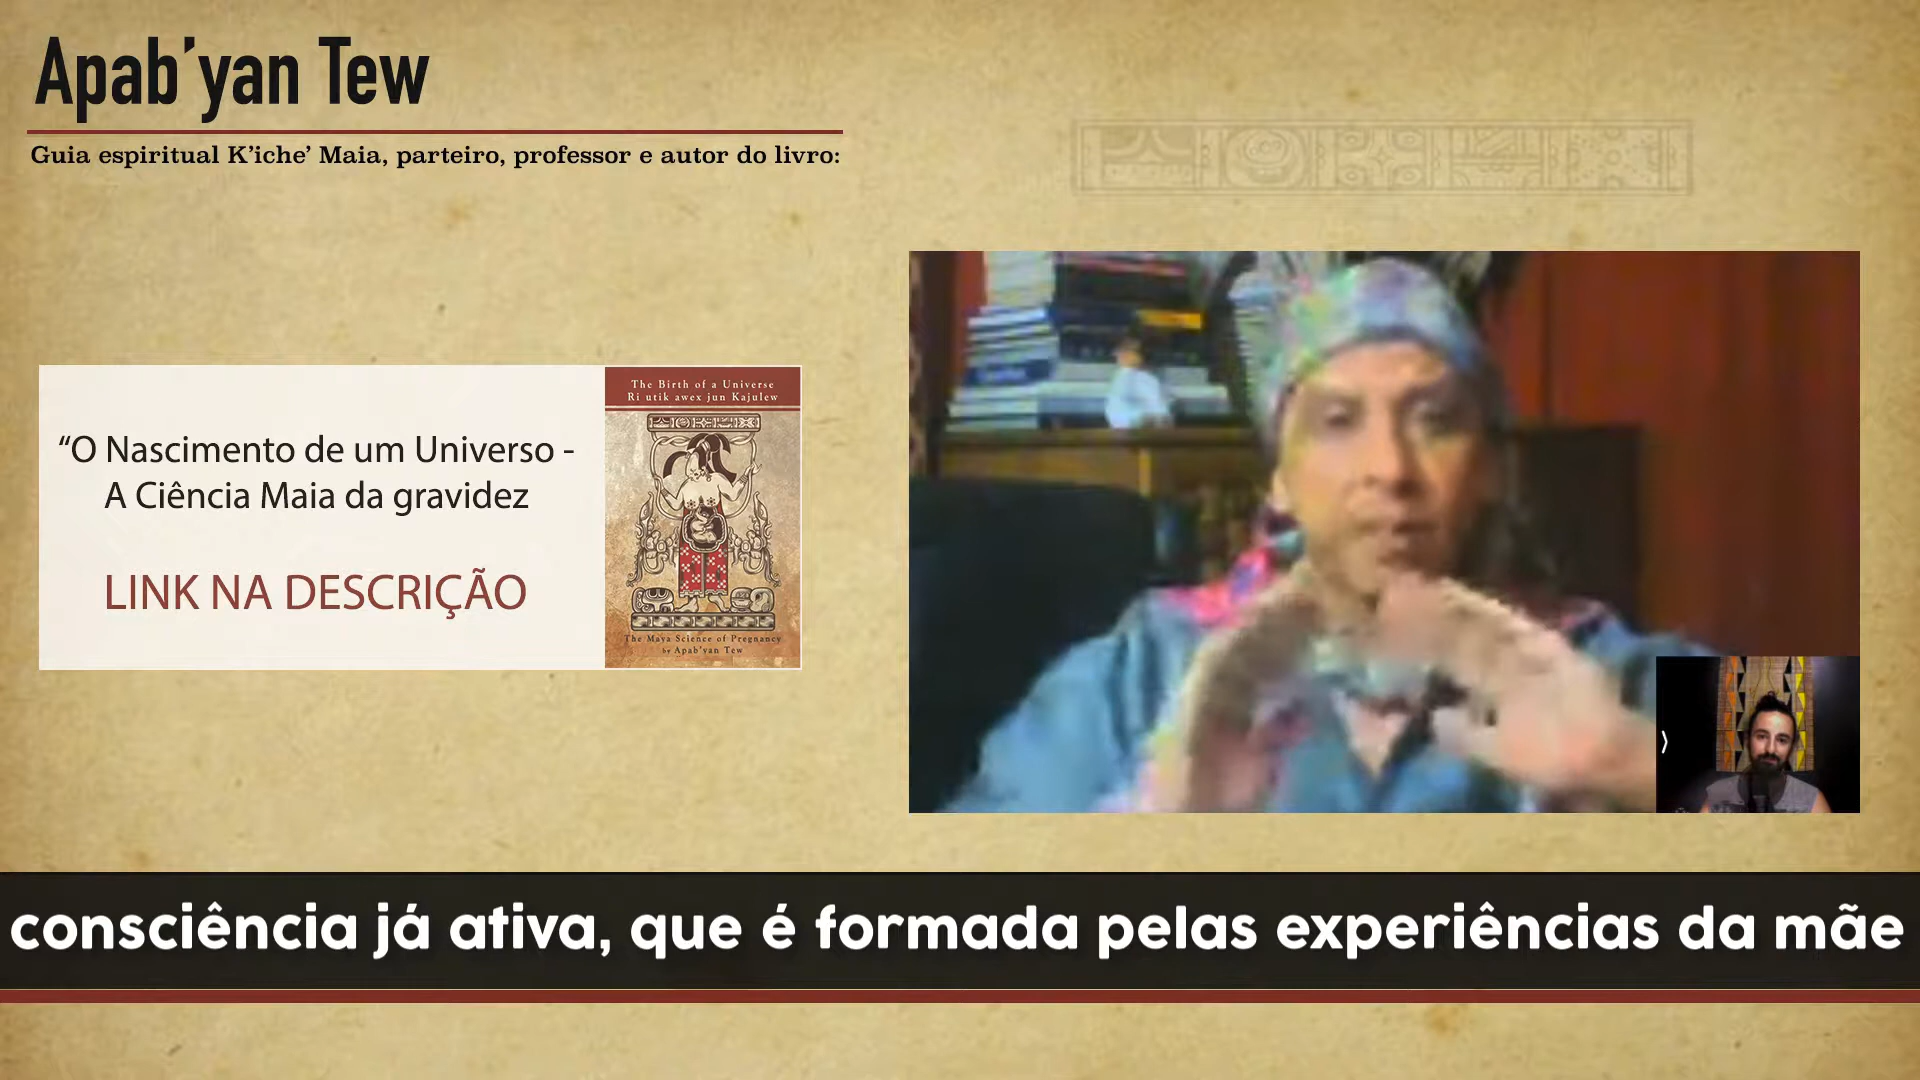 Apab'yan Tew
Guia espiritual K'iche' Maia, parteiro, professor e autor do livro:
“O Nascimento de um Universo -
A Ciência Maia da gravidez
LINK NA DESCRIÇÃO
The Birth of a Universe
Ri utik awex jun Kajulew
The Maya Science of Pregnancy
by Apab'yan Tew
consciência já ativa, que é formada pelas experiências da mãe